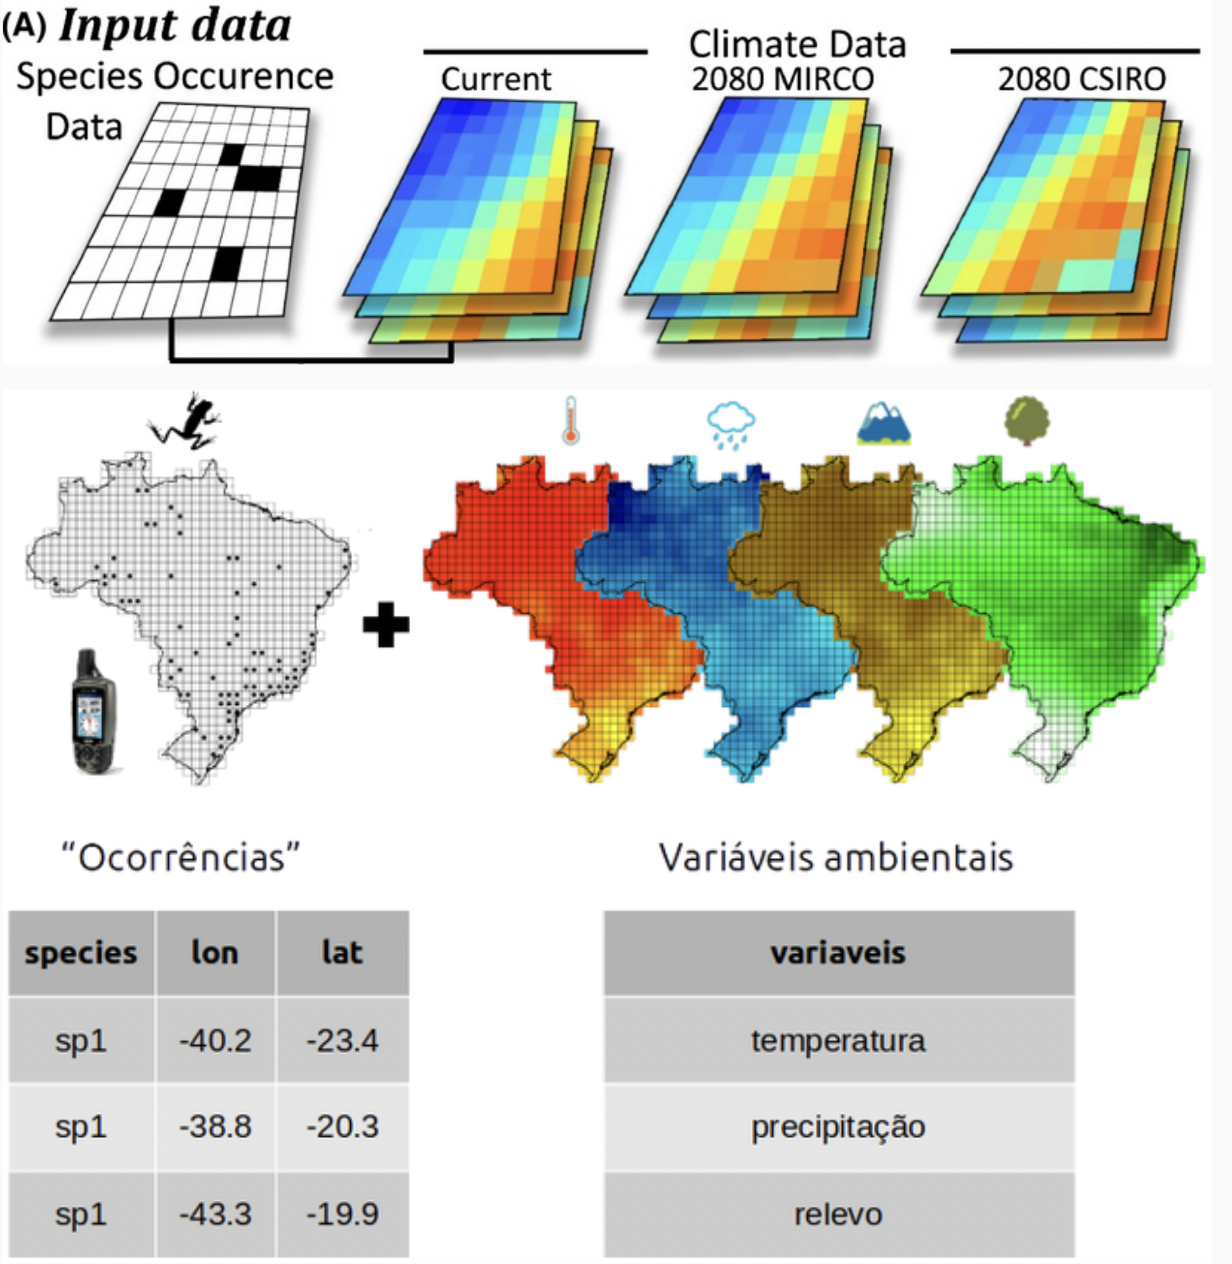 (A) Input data
Species Occurence
Data
Climate Data
Current
2080 MIRCO
2080 CSIRO
“Ocorrências”
Variáveis ambientais
species lon lat
sp1 -40.2 -23.4
sp1 -38.8 -20.3
sp1 -43.3 -19.9
variaveis
temperatura
precipitação
relevo